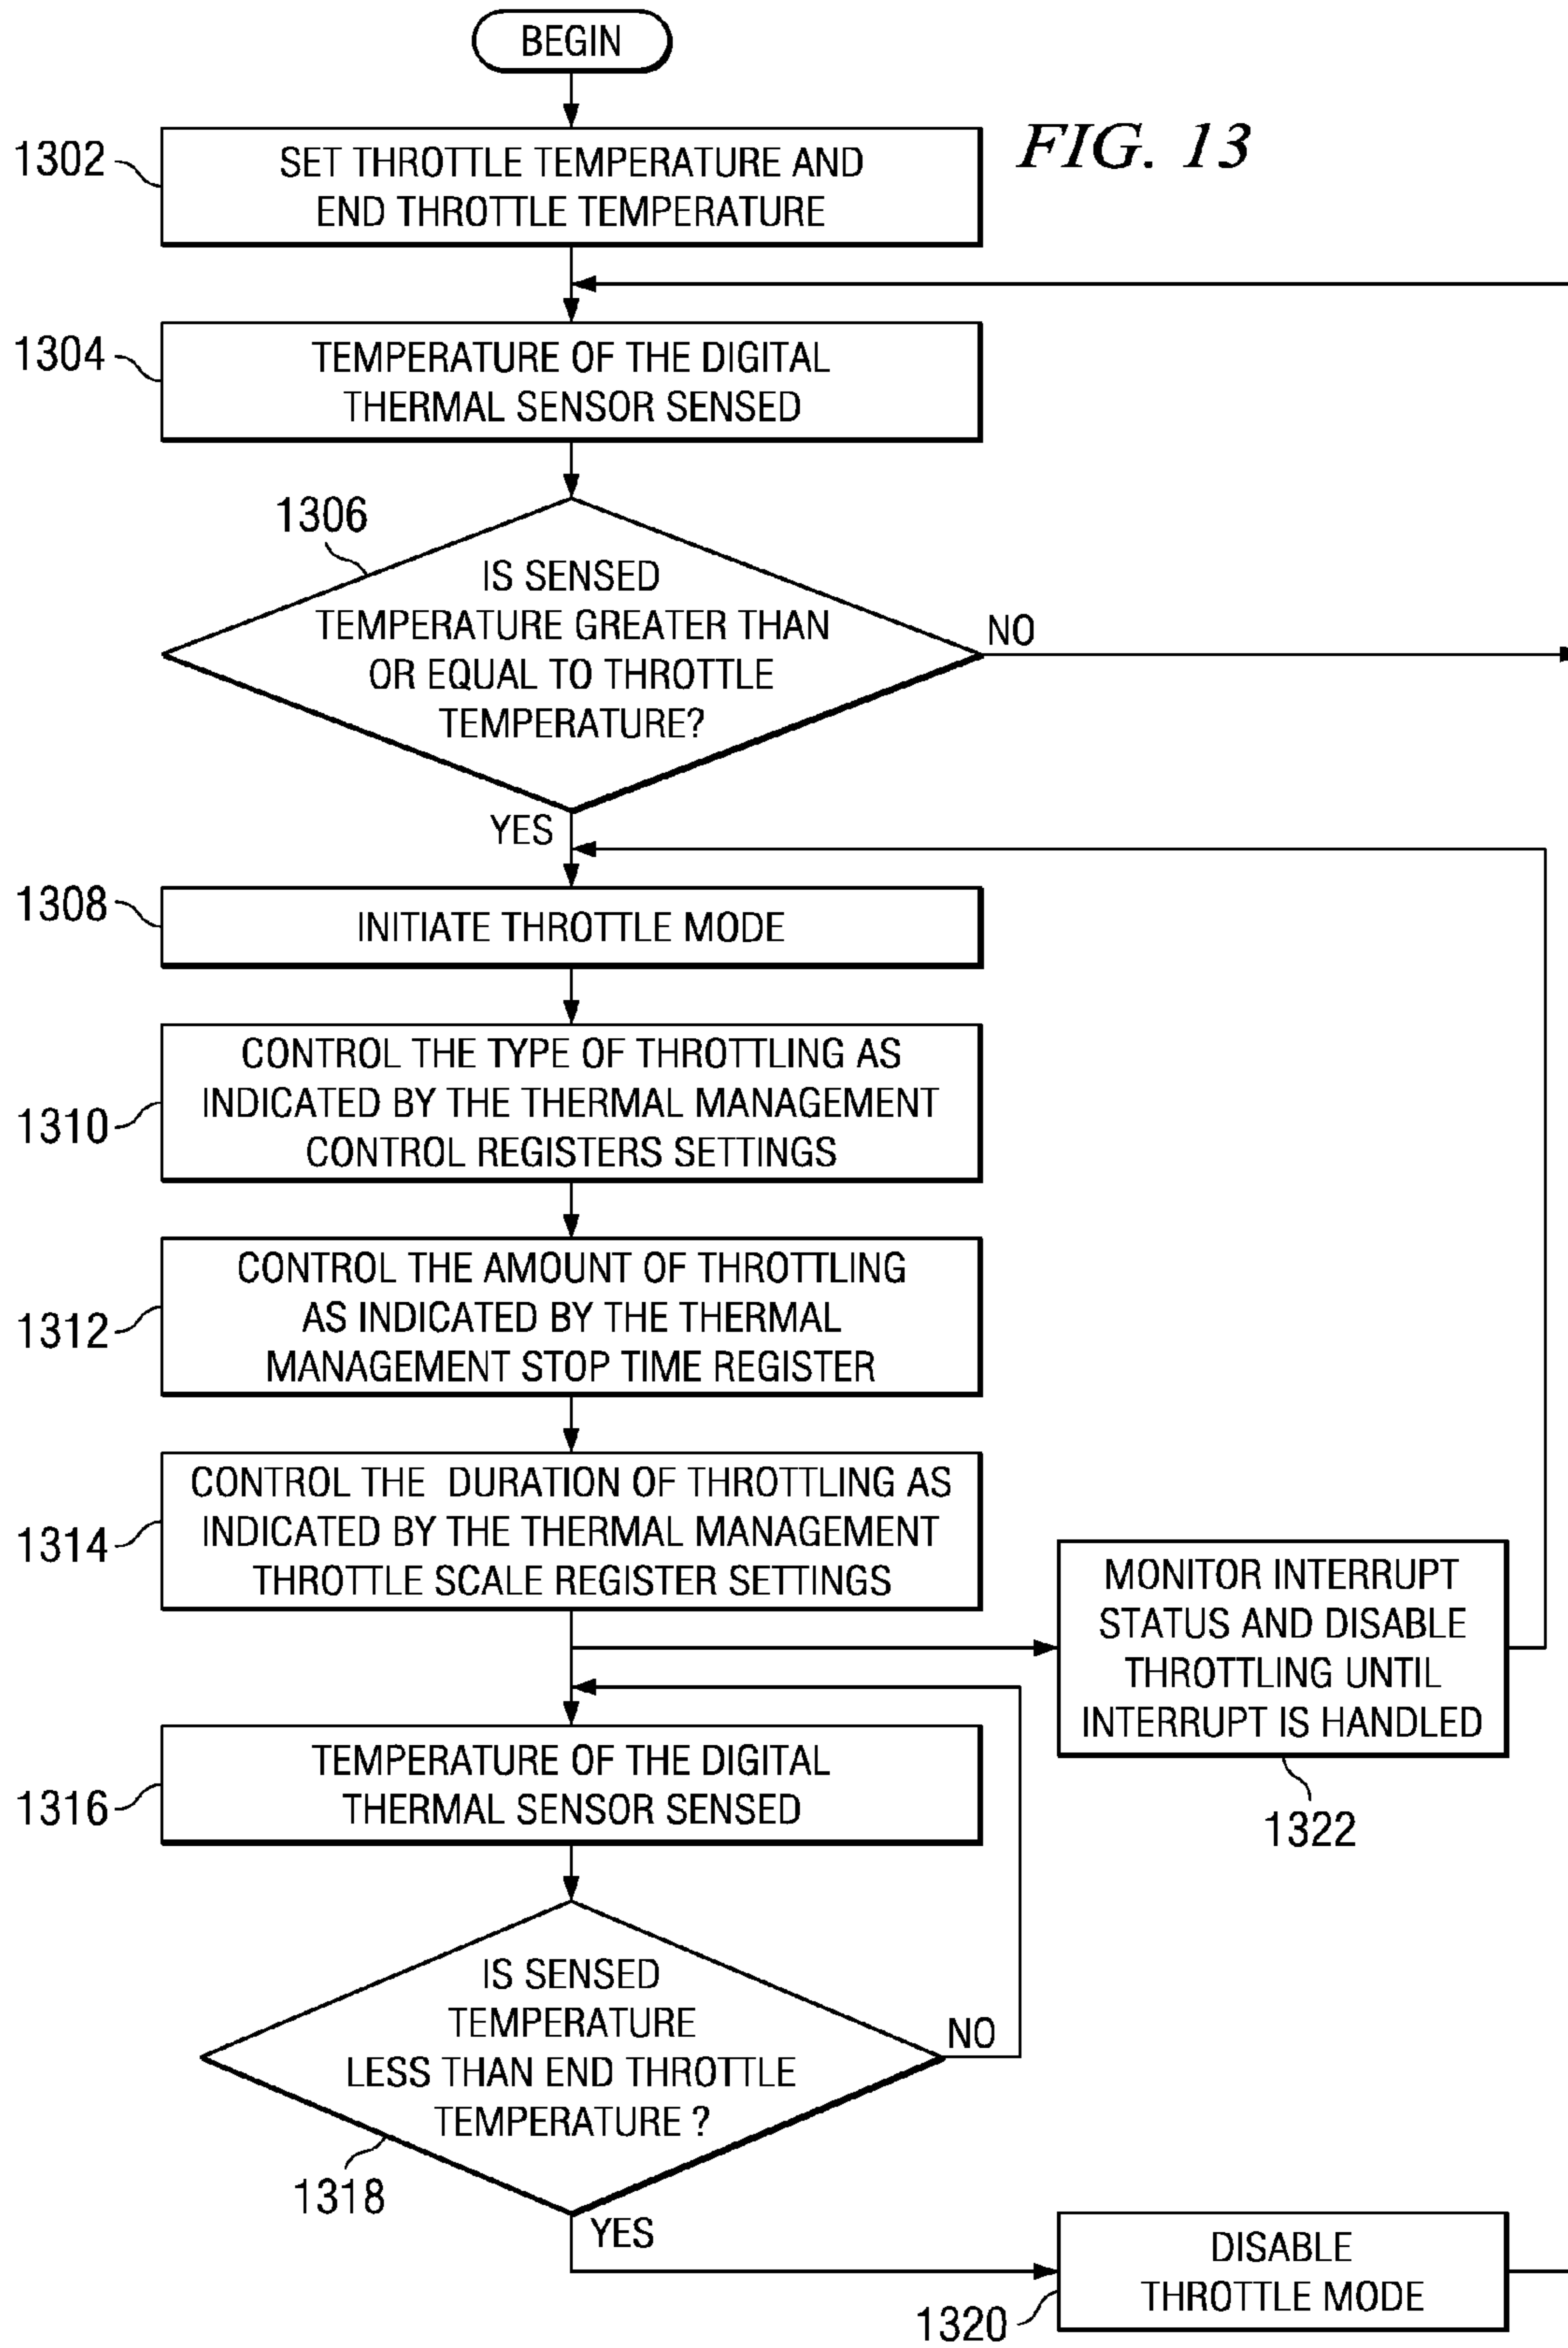 BEGIN
FIG. 13
1302
SET THROTTLE TEMPERATURE AND
END THROTTLE TEMPERATURE
1304
TEMPERATURE OF THE DIGITAL
THERMAL SENSOR SENSED
1306
IS SENSED
TEMPERATURE GREATER THAN
OR EQUAL TO THROTTLE
TEMPERATURE?
NO
YES
1308
INITIATE THROTTLE MODE
1310
CONTROL THE TYPE OF THROTTLING AS
INDICATED BY THE THERMAL MANAGEMENT
CONTROL REGISTERS SETTINGS
1312
CONTROL THE AMOUNT OF THROTTLING
AS INDICATED BY THE THERMAL
MANAGEMENT STOP TIME REGISTER
1314
CONTROL THE DURATION OF THROTTLING AS
INDICATED BY THE THERMAL MANAGEMENT
THROTTLE SCALE REGISTER SETTINGS
MONITOR INTERRUPT
STATUS AND DISABLE
THROTTLING UNTIL
INTERRUPT IS HANDLED
1322
1316
TEMPERATURE OF THE DIGITAL
THERMAL SENSOR SENSED
IS SENSED
TEMPERATURE
LESS THAN END THROTTLE
TEMPERATURE ?
NO
1318
YES
DISABLE
THROTTLE MODE
1320